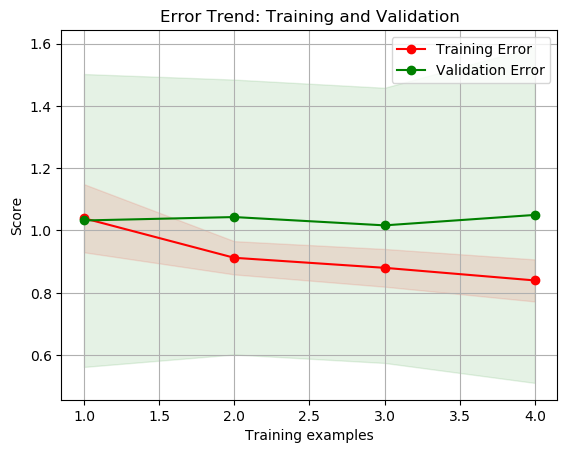 Error Trend: Training and Validation
Training Error
Validation Error
Score
1.6
1.4
1.2
1.0
0.8
0.6
1.0 1.5 2.0 2.5 3.0 3.5 4.0
Training examples